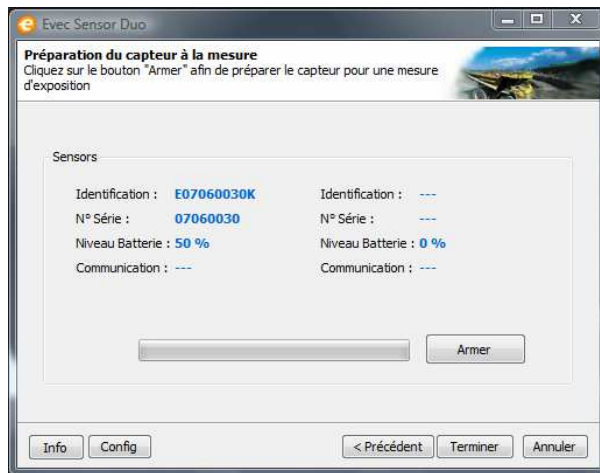 Evec Sensor Duo
Préparation du capteur à la mesure
Cliquez sur le bouton "Armer" afin de préparer le capteur pour une mesure
d'exposition
Sensors
Identification : E07060030K
N° Série : 07060030
Niveau Batterie : 50 %
Communication : ---
Identification : ---
N° Série : ---
Niveau Batterie : 0 %
Communication : ---
Armer
Info Config < Précédent Terminer Annuler